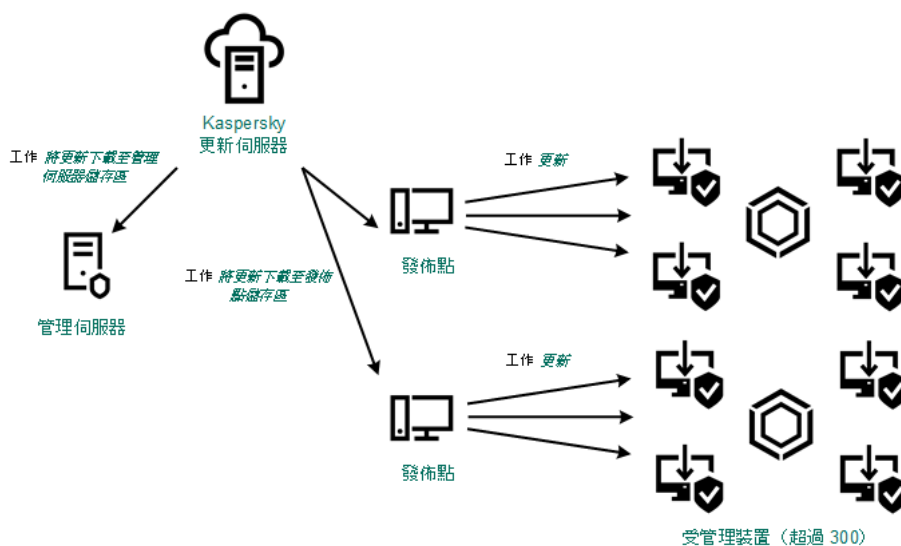 Kaspersky
更新伺服器
工作 將更新下載至管理
伺服器儲存區
工作 更新
發佈點
工作 將更新下載至發佈
點儲存區
管理伺服器
工作 更新
發佈點
受管理裝置（超過 300）